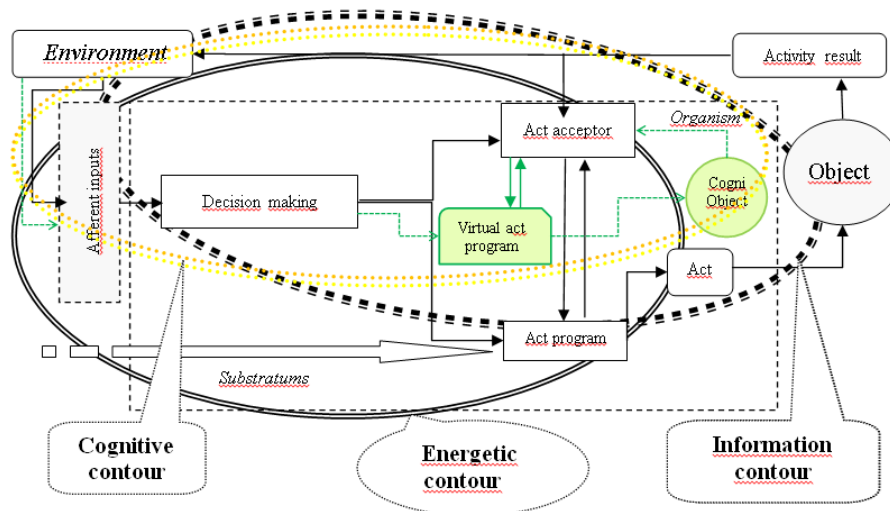 Environment
Activity result
Organism
Act acceptor
Object
Cogni
Object
Afferent inputs
Decision making
Virtual act
program
Act
Act program
Substratums
Cognitive
contour
Energetic
contour
Information
contour